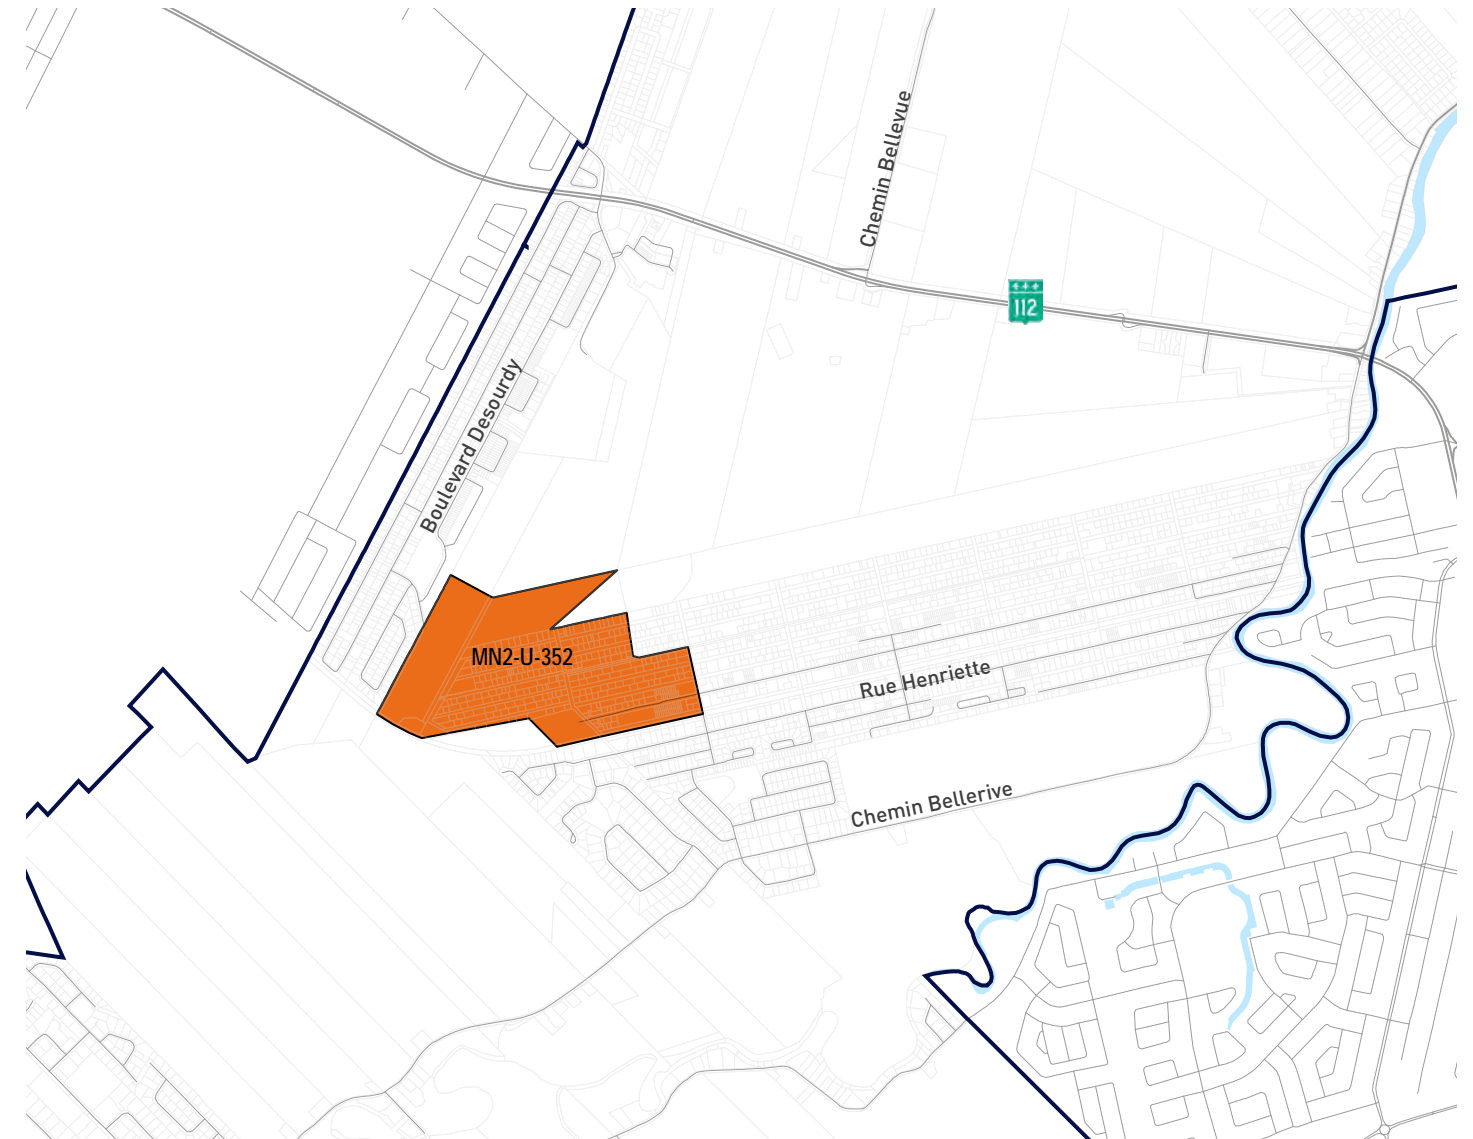 Chemin Bellevue
112
Boulevard Desourdy
MN2-U-352
Rue Henriette
Chemin Bellerive